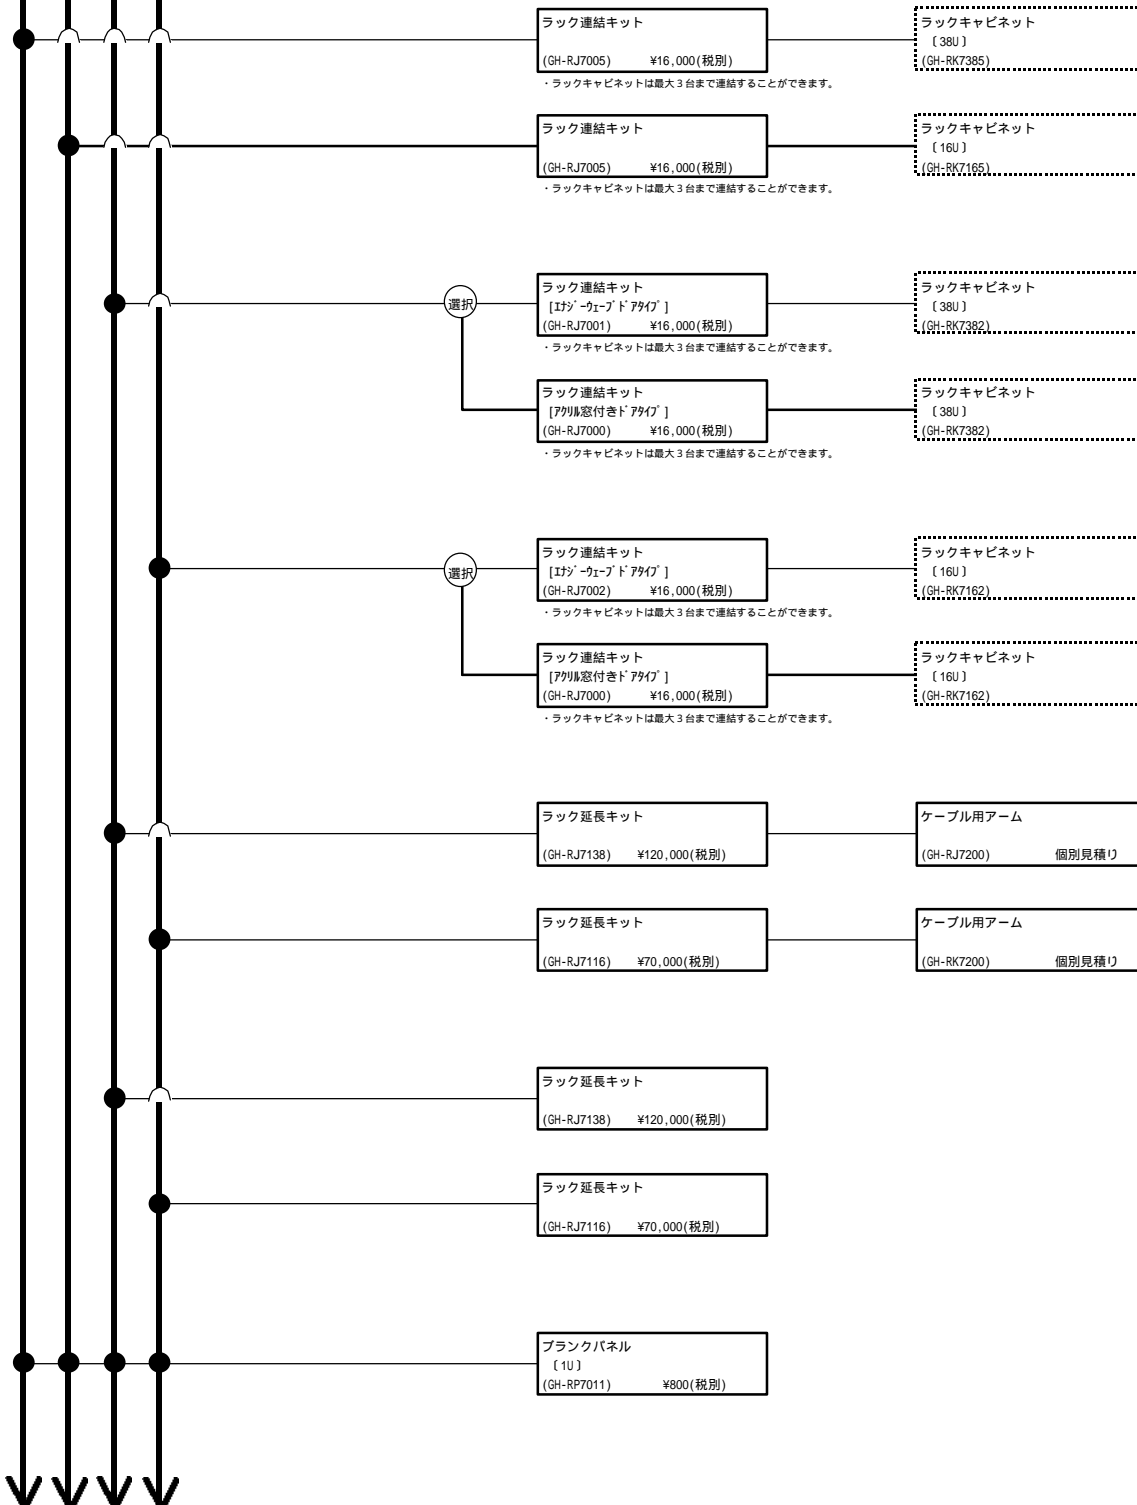 ラック連結キット
(GH-RJ7005) ¥16,000(税別)
・ラックキャビネットは最大3台まで連結することができます。
ラックキャビネット
〔38U〕
(GH-RK7385)
ラック連結キット
(GH-RJ7005) ¥16,000(税別)
・ラックキャビネットは最大3台まで連結することができます。
ラックキャビネット
〔16U〕
(GH-RK7165)
選択
ラック連結キット
[ｴﾅｼﾞｰｳｪｰﾌﾞﾄﾞｱﾀｲﾌﾟ]
(GH-RJ7001) ¥16,000(税別)
・ラックキャビネットは最大3台まで連結することができます。
ラックキャビネット
〔38U〕
(GH-RK7382)
ラック連結キット
[ｱｸﾘﾙ窓付きﾄﾞｱﾀｲﾌﾟ]
(GH-RJ7000) ¥16,000(税別)
・ラックキャビネットは最大3台まで連結することができます。
ラックキャビネット
〔38U〕
(GH-RK7382)
選択
ラック連結キット
[ｴﾅｼﾞｰｳｪｰﾌﾞﾄﾞｱﾀｲﾌﾟ]
(GH-RJ7002) ¥16,000(税別)
・ラックキャビネットは最大3台まで連結することができます。
ラックキャビネット
〔16U〕
(GH-RK7162)
ラック連結キット
[ｱｸﾘﾙ窓付きﾄﾞｱﾀｲﾌﾟ]
(GH-RJ7000) ¥16,000(税別)
・ラックキャビネットは最大3台まで連結することができます。
ラックキャビネット
〔16U〕
(GH-RK7162)
ラック延長キット
(GH-RJ7138) ¥120,000(税別)
ケーブル用アーム
(GH-RJ7200) 個別見積り
ラック延長キット
(GH-RJ7116) ¥70,000(税別)
ケーブル用アーム
(GH-RK7200) 個別見積り
ラック延長キット
(GH-RJ7138) ¥120,000(税別)
ラック延長キット
(GH-RJ7116) ¥70,000(税別)
ブランクパネル
〔1U〕
(GH-RP7011) ¥800(税別)